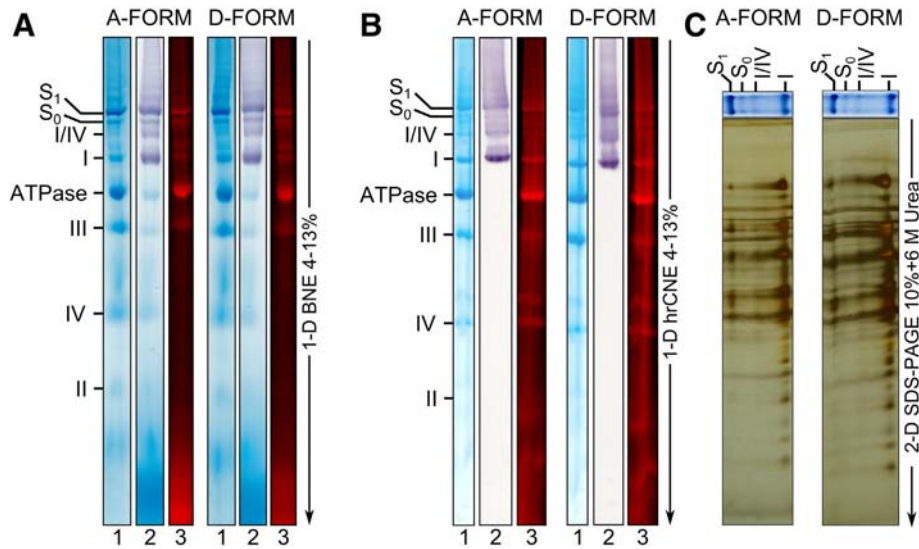 A
A-FORM D-FORM
S1
S0
I/IV
I
ATPase
III
IV
II
1 2 3 1 2 3
1-D BNE 4-13%
B
A-FORM D-FORM
S1
S0
I/IV
I
ATPase
III
IV
II
1 2 3 1 2 3
1-D hrCNE 4-13%
C
A-FORM D-FORM
S1 S0 I/IV I S1 S0 I/IV I
2-D SDS-PAGE 10%+6 M Urea